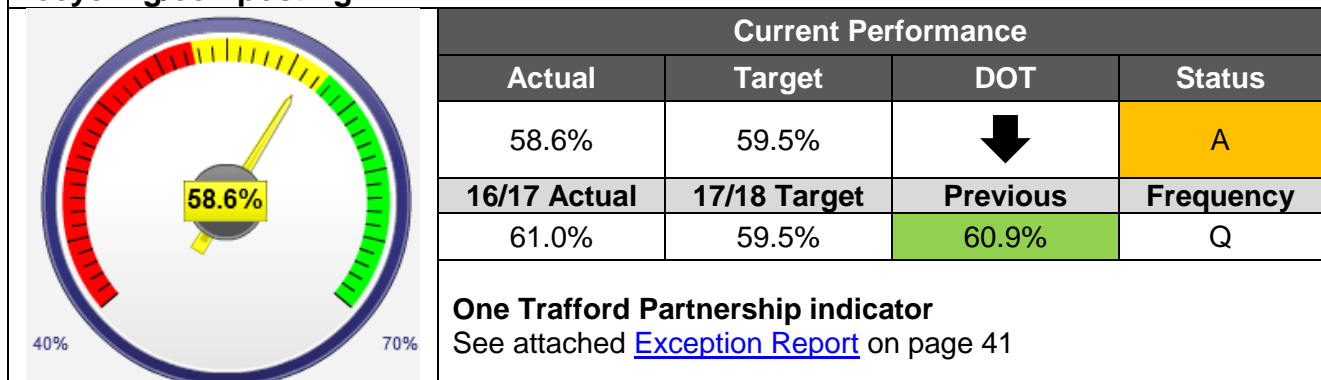 Current Performance
Actual Target DOT Status
58.6% 59.5% A
16/17 Actual 17/18 Target Previous Frequency
61.0% 59.5% 60.9% Q
58.6%
40% 70%
One Trafford Partnership indicator
See attached Exception Report on page 41